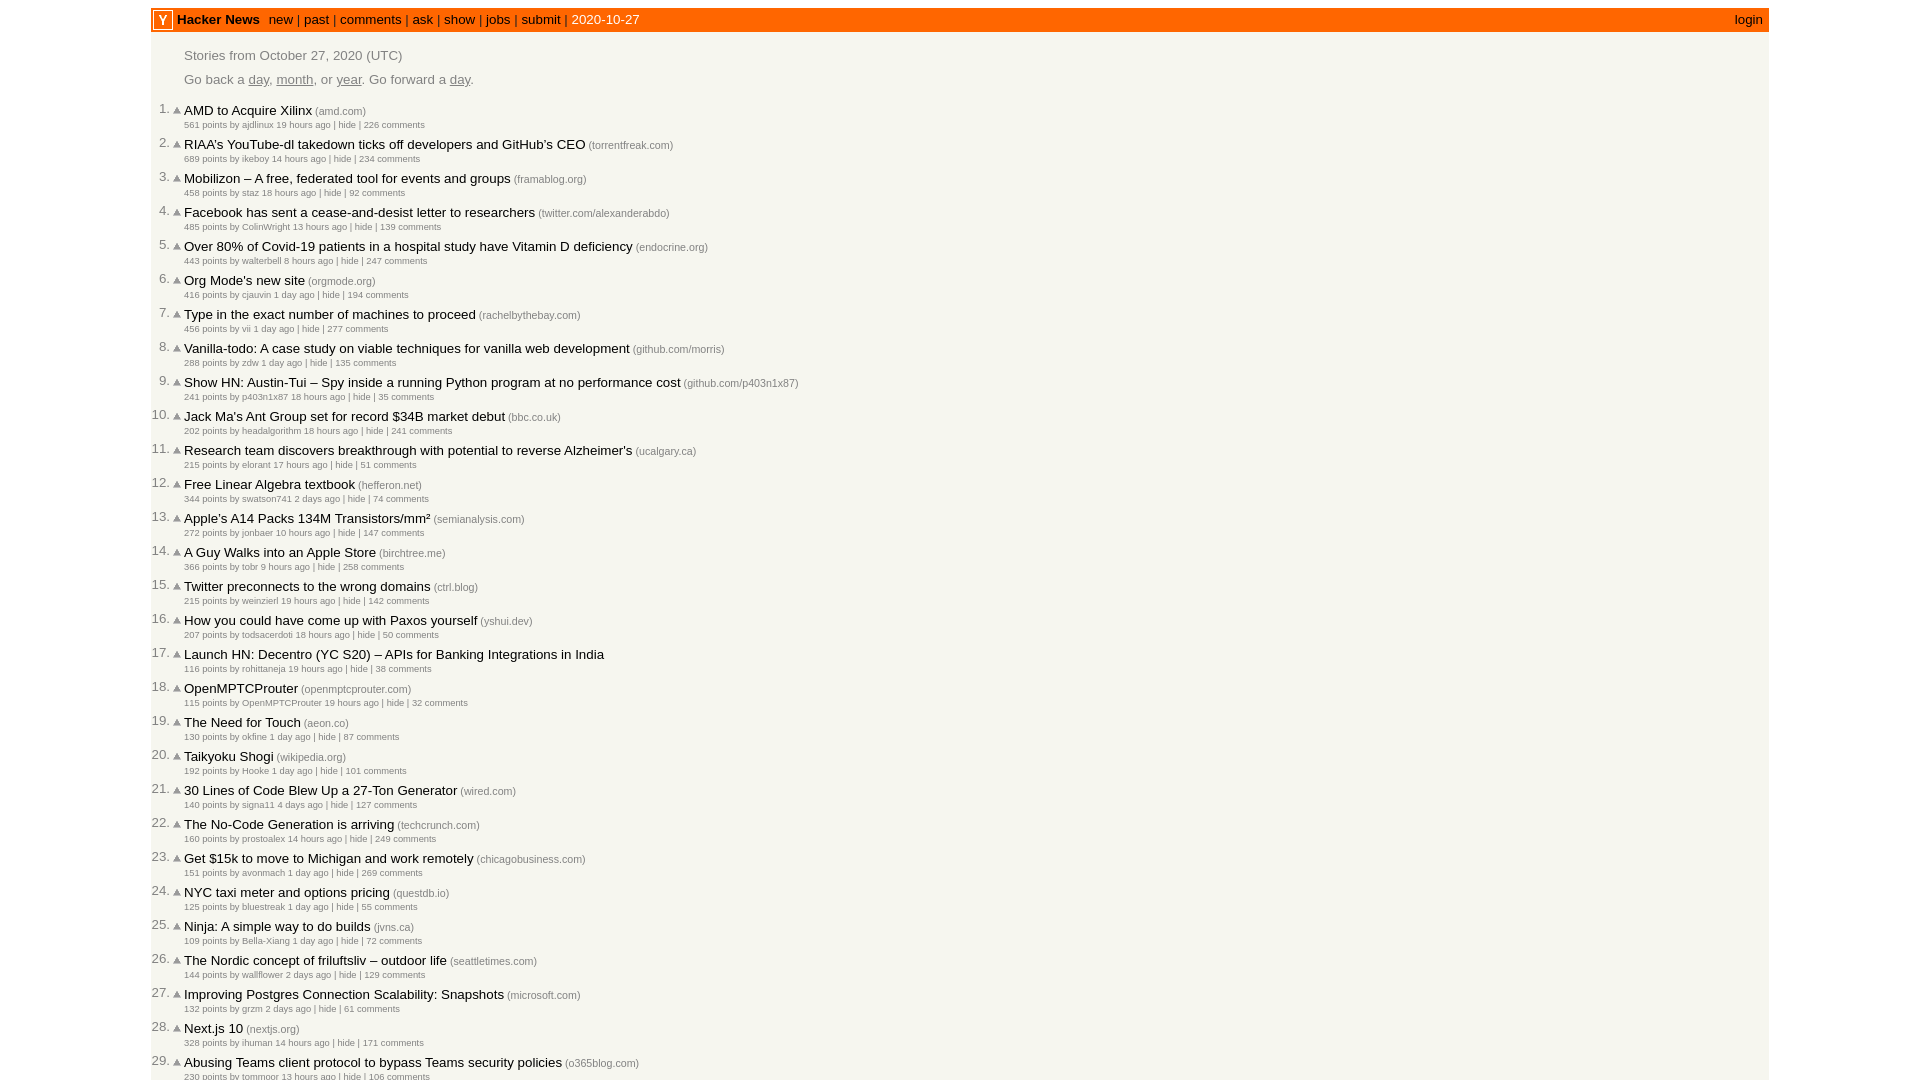 Y Hacker News new | past | comments | ask | show | jobs | submit | 2020-10-27 login
Stories from October 27, 2020 (UTC)
Go back a day, month, or year. Go forward a day.
1. AMD to Acquire Xilinx (amd.com)
561 points by ajdlinux 19 hours ago | hide | 226 comments
2. RIAA’s YouTube-dl takedown ticks off developers and GitHub’s CEO (torrentfreak.com)
689 points by ikeboy 14 hours ago | hide | 234 comments
3. Mobilizon – A free, federated tool for events and groups (framablog.org)
458 points by staz 18 hours ago | hide | 92 comments
4. Facebook has sent a cease-and-desist letter to researchers (twitter.com/alexanderabdo)
485 points by ColinWright 13 hours ago | hide | 139 comments
5. Over 80% of Covid-19 patients in a hospital study have Vitamin D deficiency (endocrine.org)
443 points by walterbell 8 hours ago | hide | 247 comments
6. Org Mode's new site (orgmode.org)
416 points by cjauvin 1 day ago | hide | 194 comments
7. Type in the exact number of machines to proceed (rachelbythebay.com)
456 points by vii 1 day ago | hide | 277 comments
8. Vanilla-todo: A case study on viable techniques for vanilla web development (github.com/morris)
288 points by zdw 1 day ago | hide | 135 comments
9. Show HN: Austin-Tui – Spy inside a running Python program at no performance cost (github.com/p403n1x87)
241 points by p403n1x87 18 hours ago | hide | 35 comments
10. Jack Ma's Ant Group set for record $34B market debut (bbc.co.uk)
202 points by headalgorithm 18 hours ago | hide | 241 comments
11. Research team discovers breakthrough with potential to reverse Alzheimer's (ucalgary.ca)
215 points by elorant 17 hours ago | hide | 51 comments
12. Free Linear Algebra textbook (hefferon.net)
344 points by swatson741 2 days ago | hide | 74 comments
13. Apple’s A14 Packs 134M Transistors/mm² (semianalysis.com)
272 points by jonbaer 10 hours ago | hide | 147 comments
14. A Guy Walks into an Apple Store (birchtree.me)
366 points by tobr 9 hours ago | hide | 258 comments
15. Twitter preconnects to the wrong domains (ctrl.blog)
215 points by weinzierl 19 hours ago | hide | 142 comments
16. How you could have come up with Paxos yourself (yshui.dev)
207 points by todsacerdoti 18 hours ago | hide | 50 comments
17. Launch HN: Decentro (YC S20) – APIs for Banking Integrations in India
116 points by rohittaneja 19 hours ago | hide | 38 comments
18. OpenMPTCProuter (openmptcprouter.com)
115 points by OpenMPTCProuter 19 hours ago | hide | 32 comments
19. The Need for Touch (aeon.co)
130 points by okfine 1 day ago | hide | 87 comments
20. Taikyoku Shogi (wikipedia.org)
192 points by Hooke 1 day ago | hide | 101 comments
21. 30 Lines of Code Blew Up a 27-Ton Generator (wired.com)
140 points by signa11 4 days ago | hide | 127 comments
22. The No-Code Generation is arriving (techcrunch.com)
160 points by prostoalex 14 hours ago | hide | 249 comments
23. Get $15k to move to Michigan and work remotely (chicagobusiness.com)
151 points by avonmach 1 day ago | hide | 269 comments
24. NYC taxi meter and options pricing (questdb.io)
125 points by bluestreak 1 day ago | hide | 55 comments
25. Ninja: A simple way to do builds (jvns.ca)
109 points by Bella-Xiang 1 day ago | hide | 72 comments
26. The Nordic concept of friluftsliv – outdoor life (seattletimes.com)
144 points by wallflower 2 days ago | hide | 129 comments
27. Improving Postgres Connection Scalability: Snapshots (microsoft.com)
132 points by grzm 2 days ago | hide | 61 comments
28. Next.js 10 (nextjs.org)
328 points by ihuman 14 hours ago | hide | 171 comments
29. Abusing Teams client protocol to bypass Teams security policies (o365blog.com)
230 points by tommoor 13 hours ago | hide | 106 comments